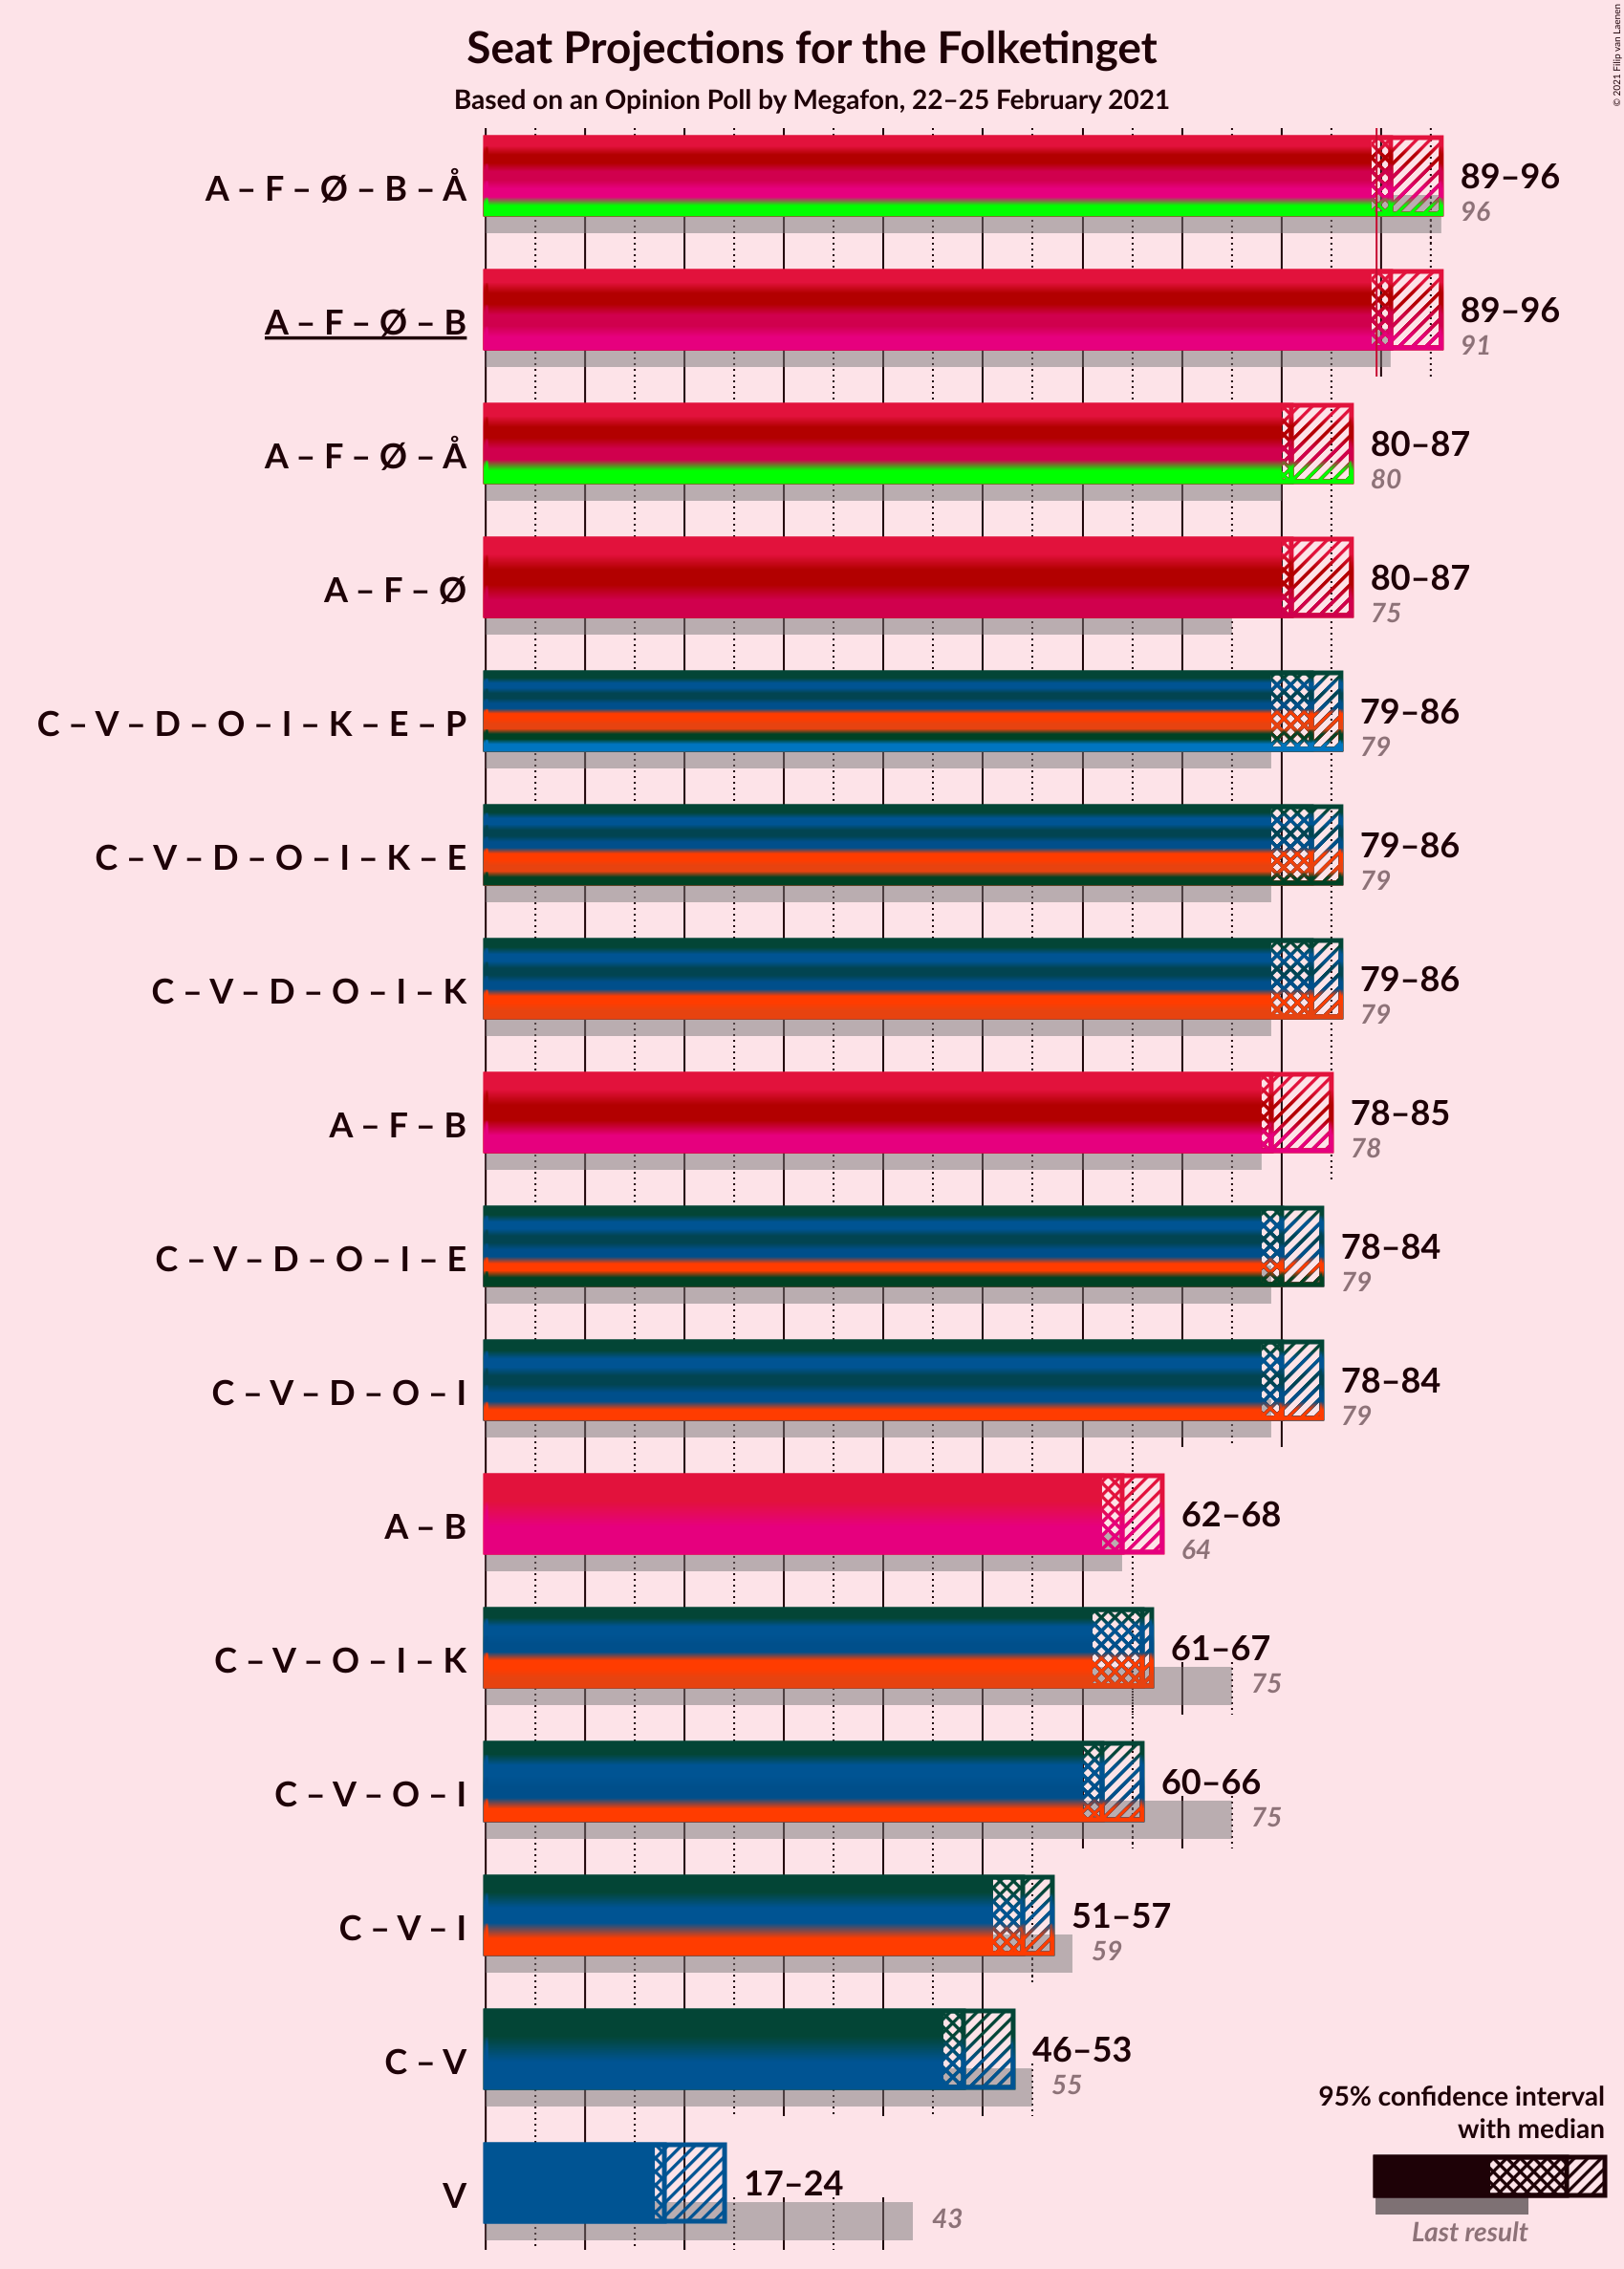 Seat Projections for the Folketinget
Based on an Opinion Poll by Megafon, 22–25 February 2021
© 2021 Filip van Laenen
A – F – Ø – B – Å
89–96
96
A – F – Ø – B
89–96
91
A – F – Ø – Å
80–87
80
A – F – Ø
80–87
75
C – V – D – O – I – K – E – P
79–86
79
C – V – D – O – I – K – E
79–86
79
C – V – D – O – I – K
79–86
79
A – F – B
78–85
78
C – V – D – O – I – E
78–84
79
C – V – D – O – I
78–84
79
A – B
62–68
64
C – V – O – I – K
61–67
75
C – V – O – I
60–66
75
C – V – I
51–57
59
C – V
46–53
55
V
17–24
43
95% confidence interval
with median
Last result